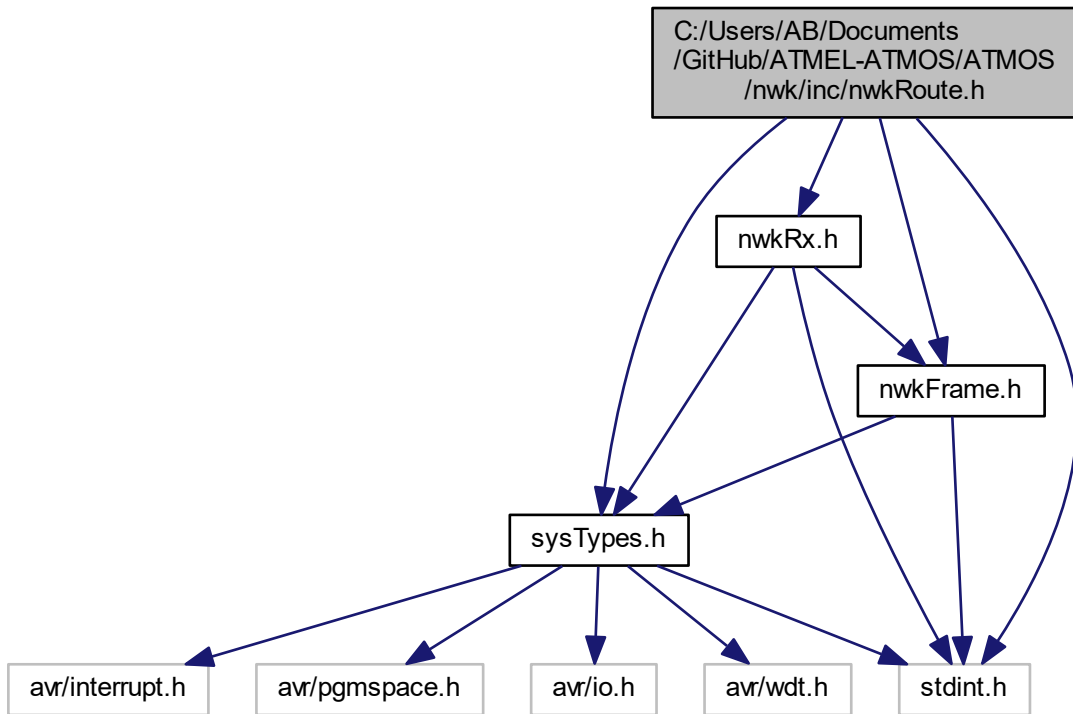 C:/Users/AB/Documents
/GitHub/ATMEL-ATMOS/ATMOS
/nwk/inc/nwkRoute.h
nwkRx.h
nwkFrame.h
sysTypes.h
avr/interrupt.h
avr/pgmspace.h
avr/io.h
avr/wdt.h
stdint.h